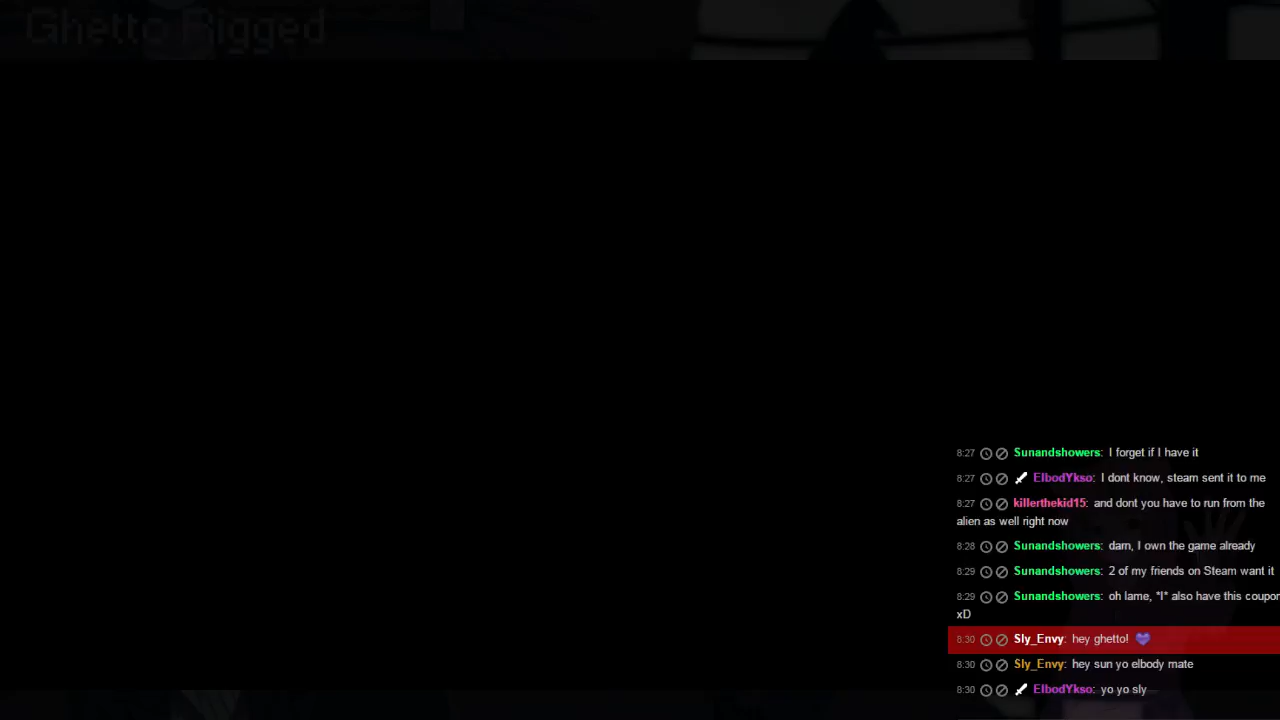 Ghetto Rigged
8:27 Sunandshowers: I forget if I have it
8:27 ElbodYkso: I dont know, steam sent it to me
8:27 killerthekid15: and dont you have to run from the
alien as well right now
8:28 Sunandshowers: darn, I own the game already
8:29 Sunandshowers: 2 of my friends on Steam want it
8:29 Sunandshowers: oh lame, *I* also have this coupon
xD
8:30 Sly_Envy: hey ghetto! 💜
8:30 Sly_Envy: hey sun yo elbody mate
8:30 ElbodYkso: yo yo sly